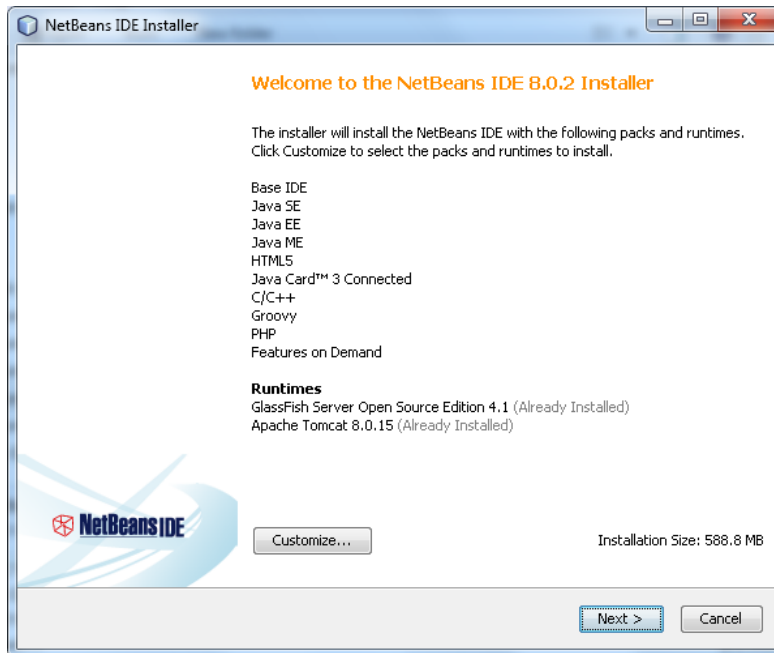 NetBeans IDE Installer
Welcome to the NetBeans IDE 8.0.2 Installer
The installer will install the NetBeans IDE with the following packs and runtimes.
Click Customize to select the packs and runtimes to install.
Base IDE
Java SE
Java EE
Java ME
HTML5
Java Card™ 3 Connected
C/C++
Groovy
PHP
Features on Demand
Runtimes
GlassFish Server Open Source Edition 4.1 (Already Installed)
Apache Tomcat 8.0.15 (Already Installed)
NetBeans IDE
Customize...
Installation Size: 588.8 MB
Next >
Cancel